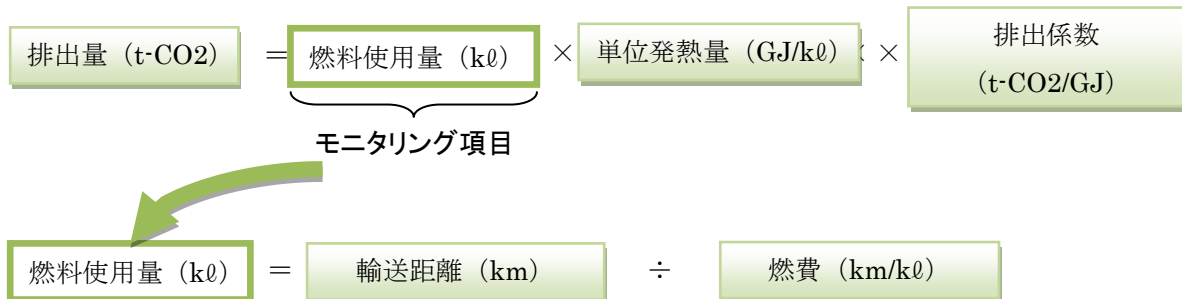 排出量（t-CO2） ＝ 燃料使用量（kℓ） × 単位発熱量（GJ/kℓ） × 排出係数（t-CO2/GJ）
モニタリング項目
燃料使用量（kℓ） ＝ 輸送距離（km） ÷ 燃費（km/kℓ）